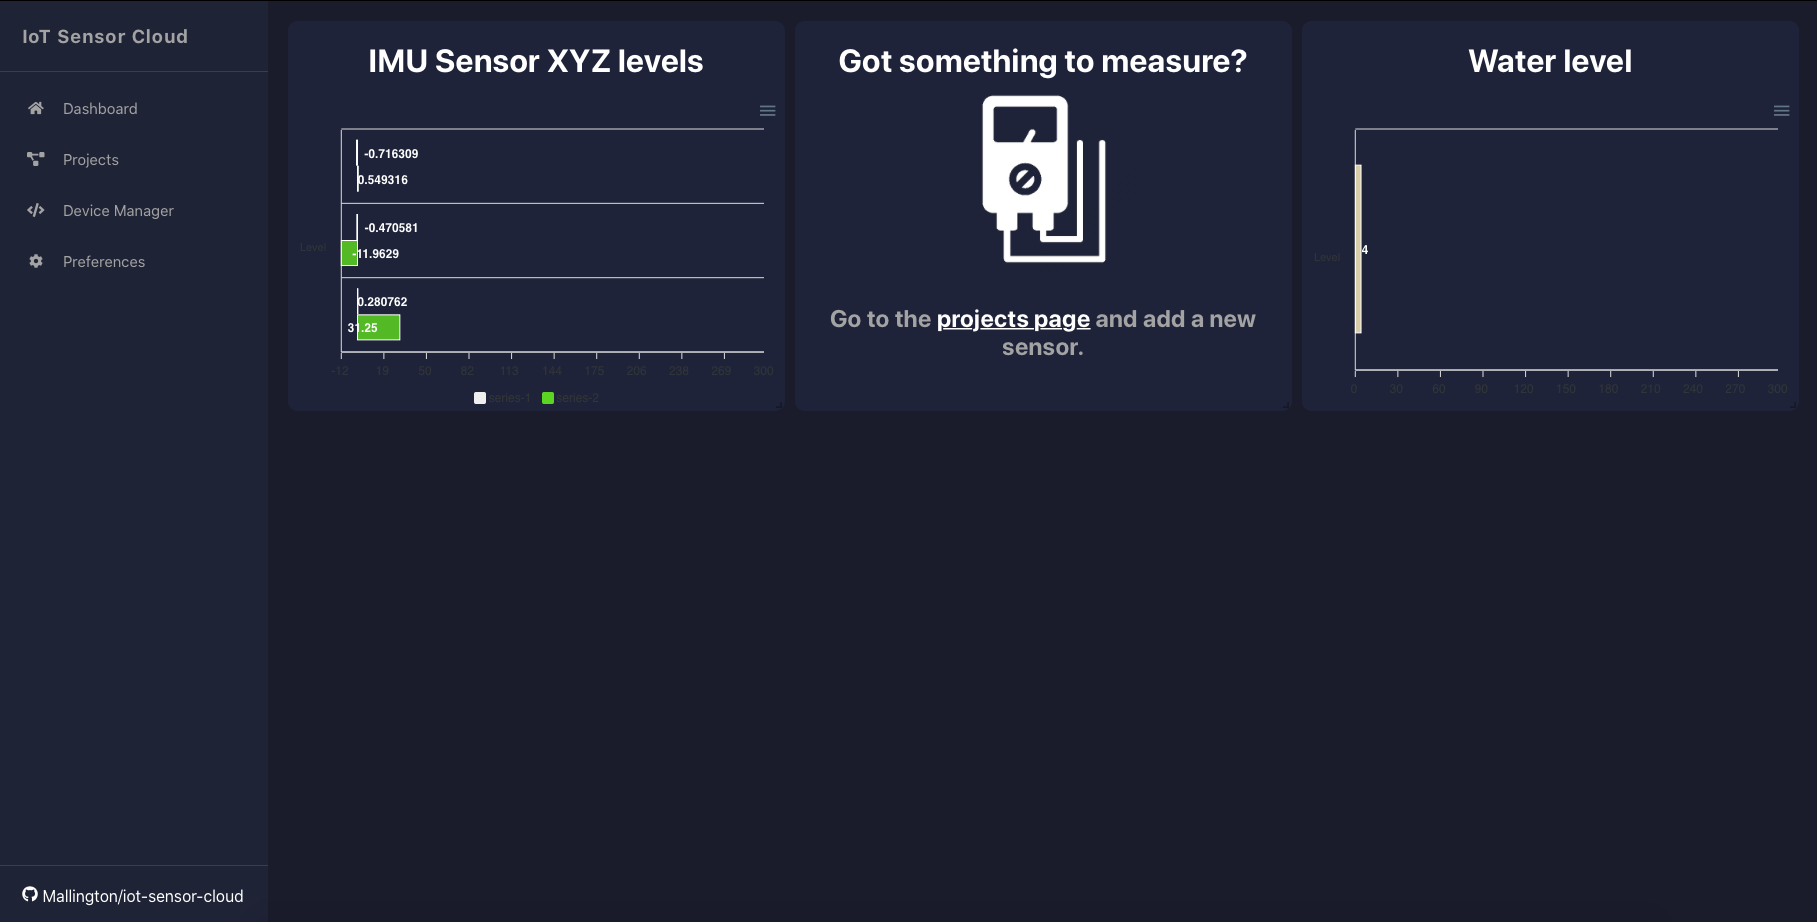 IoT Sensor Cloud
Dashboard
Projects
Device Manager
Preferences
Mallington/iot-sensor-cloud
IMU Sensor XYZ levels
-0.716309
0.549316
-0.470581
-11.9629
0.280762
31.25
Level
-12 19 50 82 113 144 175 206 238 269 300
series-1 series-2
Got something to measure?
Go to the projects page and add a new
sensor.
Water level
4
Level
0 30 60 90 120 150 180 210 240 270 300